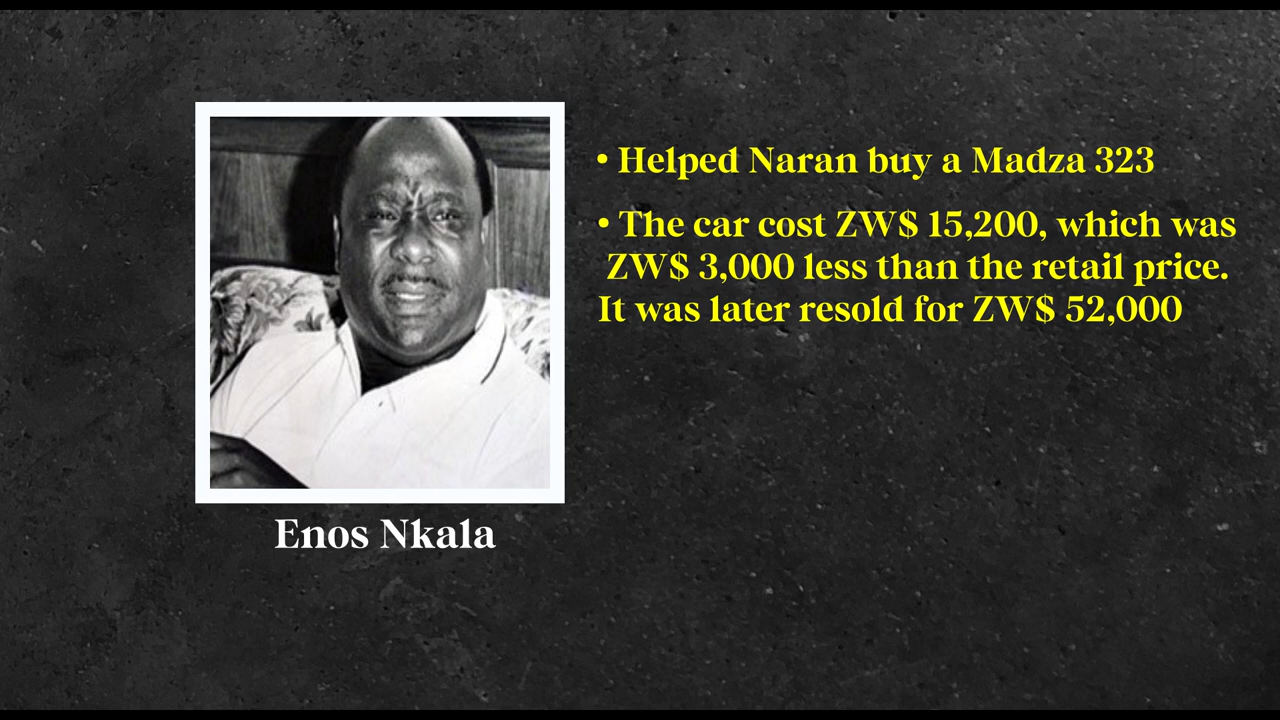 • Helped Naran buy a Madza 323
• The car cost ZW$ 15,200, which was
ZW$ 3,000 less than the retail price.
It was later resold for ZW$ 52,000
Enos Nkala